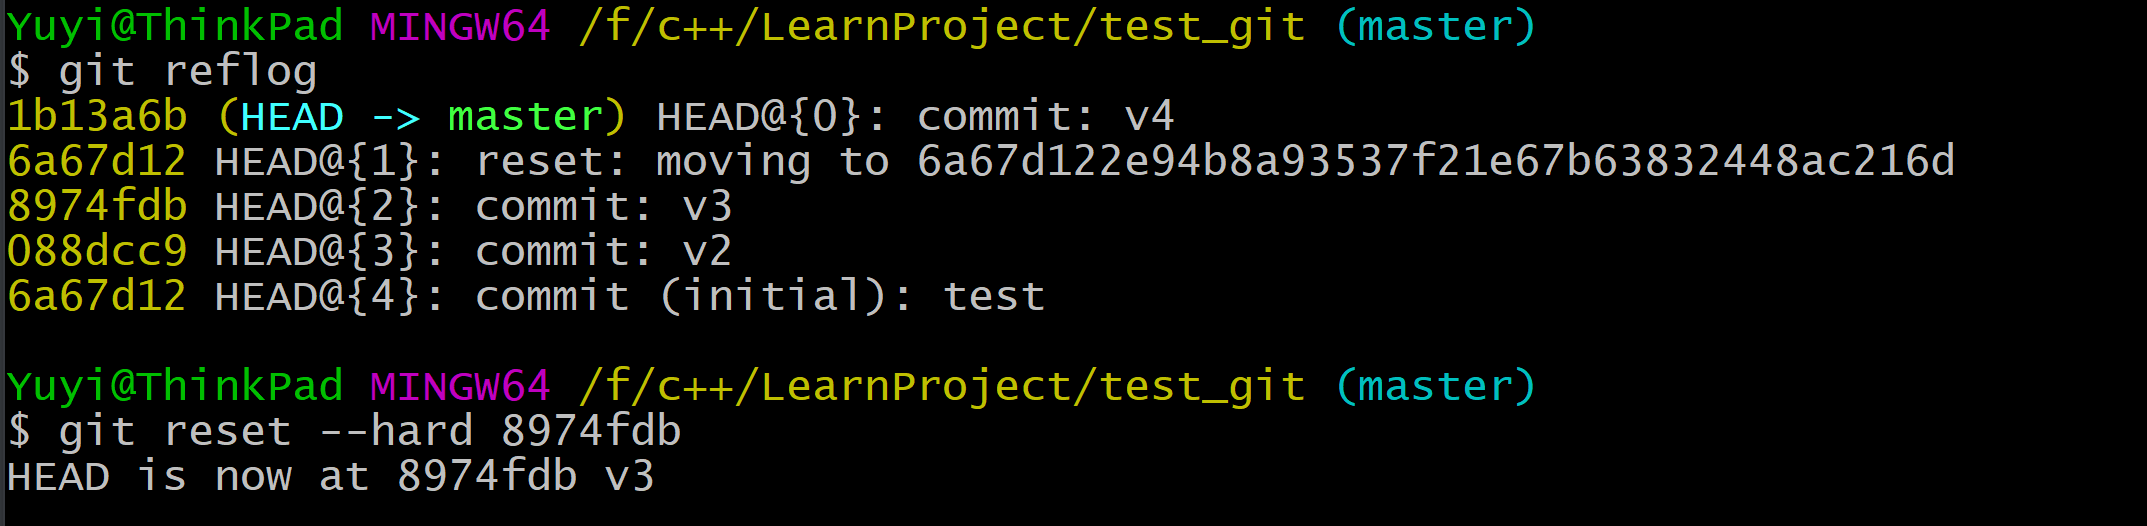 Yuyi@ThinkPad MINGW64 /f/c++/LearnProject/test_git (master)
$ git reflog
1b13a6b (HEAD -> master) HEAD@{0}: commit: v4
6a67d12 HEAD@{1}: reset: moving to 6a67d122e94b8a93537f21e67b63832448ac216d
8974fdb HEAD@{2}: commit: v3
088dcc9 HEAD@{3}: commit: v2
6a67d12 HEAD@{4}: commit (initial): test
Yuyi@ThinkPad MINGW64 /f/c++/LearnProject/test_git (master)
$ git reset --hard 8974fdb
HEAD is now at 8974fdb v3